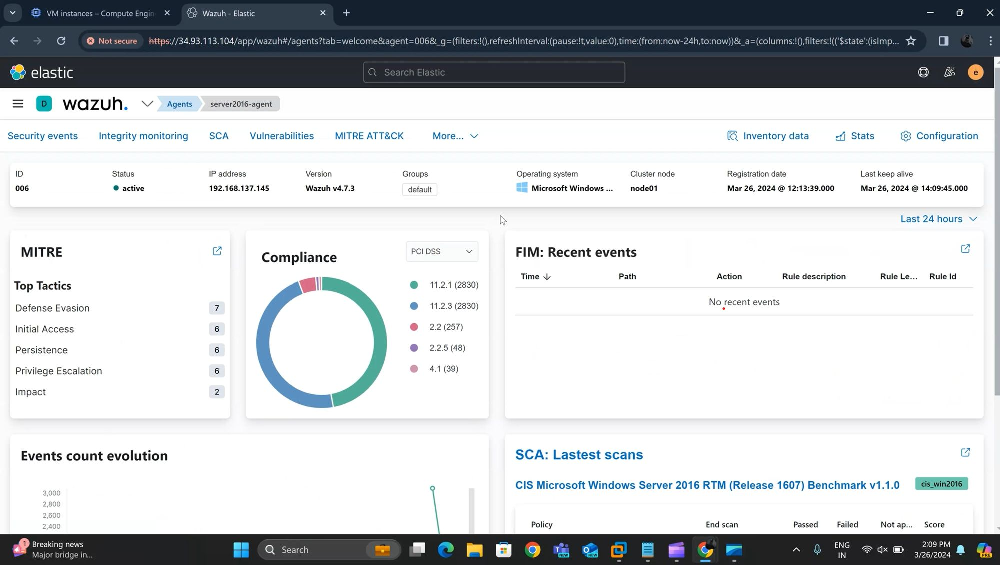 VM instances – Compute Engin
Wazuh - Elastic
Not secure
https://34.93.113.104/app/wazuh#/agents?tab=welcome&agent=006&_g=(filters:!(),refreshInterval:(pause:!t,value:0),time:(from:now-24h,to:now))&_a=(columns:!(),filters:!(('$state':(isImp...
elastic
Search Elastic
e
D
wazuh.
Agents
server2016-agent
Security events
Integrity monitoring
SCA
Vulnerabilities
MITRE ATT&CK
More...
Inventory data
Stats
Configuration
ID
Status
IP address
Version
Groups
Operating system
Cluster node
Registration date
Last keep alive
006
active
192.168.137.145
Wazuh v4.7.3
default
Microsoft Windows ...
node01
Mar 26, 2024 @ 12:13:39.000
Mar 26, 2024 @ 14:09:45.000
Last 24 hours
MITRE
Top Tactics
Defense Evasion 7
Initial Access 6
Persistence 6
Privilege Escalation 6
Impact 2
Compliance
PCI DSS
11.2.1 (2830)
11.2.3 (2830)
2.2 (257)
2.2.5 (48)
4.1 (39)
FIM: Recent events
Time
Path
Action
Rule description
Rule Le...
Rule Id
No recent events
Events count evolution
3,000
2,800
2,600
2,400
SCA: Lastest scans
CIS Microsoft Windows Server 2016 RTM (Release 1607) Benchmark v1.1.0
cis_win2016
Policy
End scan
Passed
Failed
Not ap...
Score
1
Breaking news
Major bridge in...
Search
NEW
NEW
ENG
IN
2:09 PM
3/26/2024
PRE